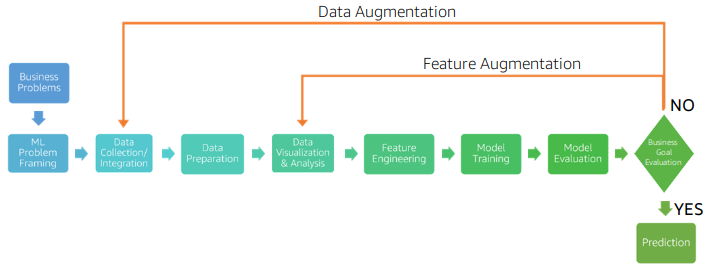 Data Augmentation
Feature Augmentation
Business
Problems
NO
ML
Problem
Framing
Data
Collection/
Integration
Data
Preparation
Data
Visualization
& Analysis
Feature
Engineering
Model
Training
Model
Evaluation
Business
Goal
Evaluation
YES
Prediction